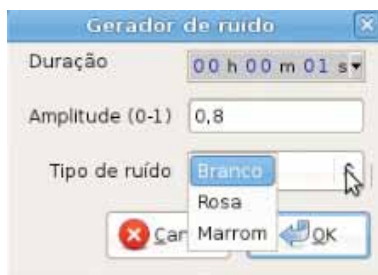 Gerador de ruído
Duração 00 h 00 m 01 s
Amplitude (0-1) 0,8
Tipo de ruído Branco
Rosa
Marrom
Car OK